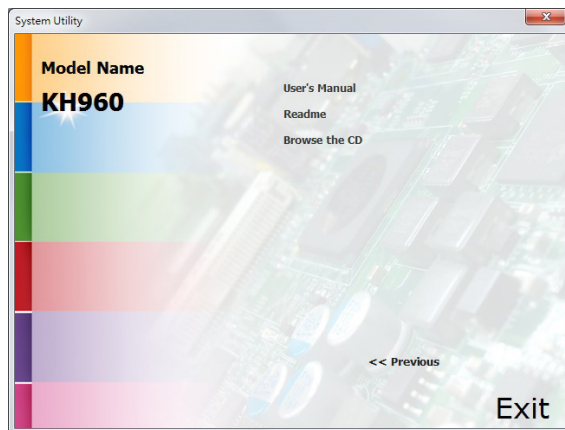 System Utility
Model Name
KH960
User's Manual
Readme
Browse the CD
<< Previous
Exit